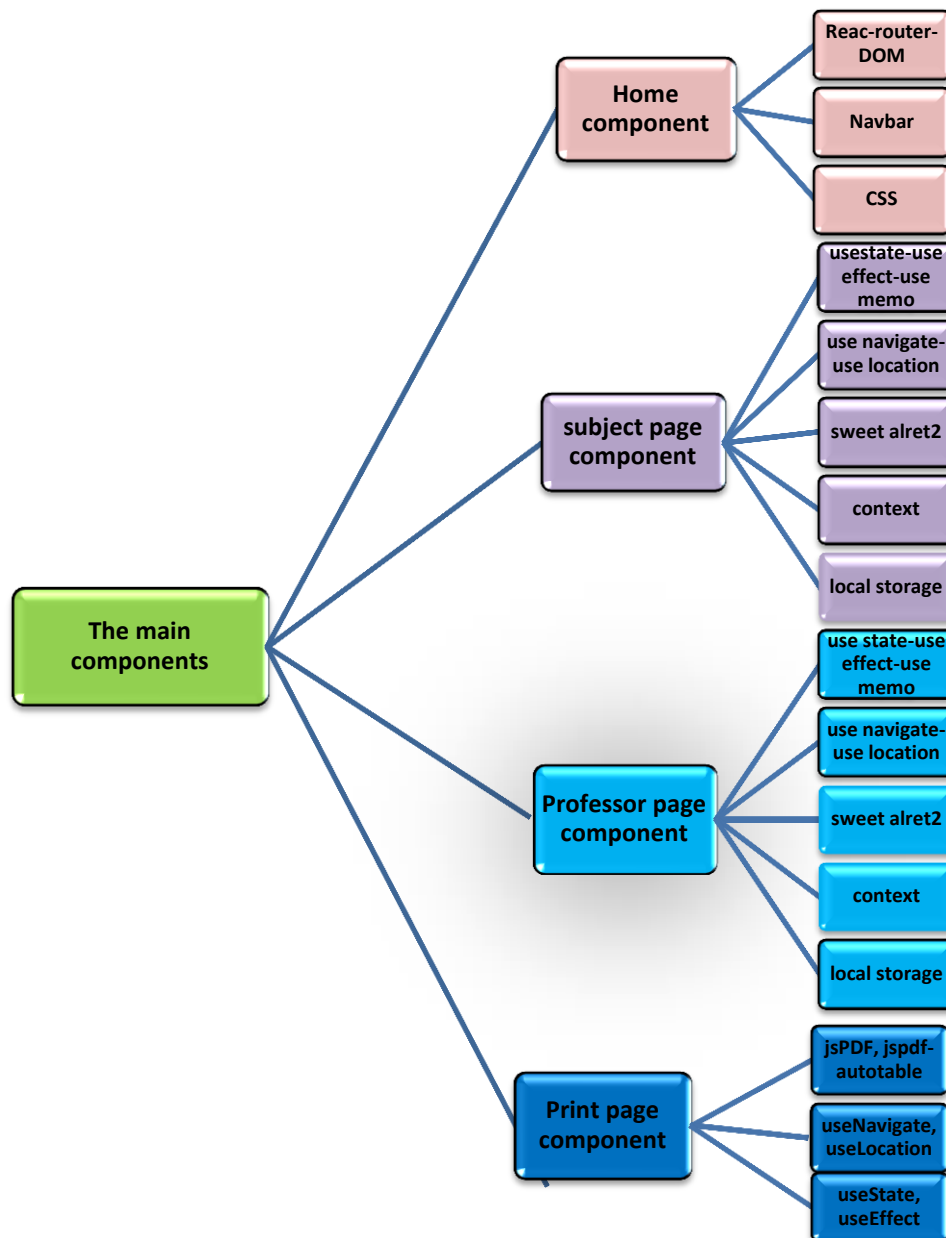 Reac-router-
DOM
Home
component
Navbar
CSS
usestate-use
effect-use
memo
use navigate-
use location
subject page
component
sweet alret2
context
local storage
The main
components
use state-use
effect-use
memo
use navigate-
use location
Professor page
component
sweet alret2
context
local storage
jsPDF, jspdf-
autotable
Print page
component
useNavigate,
useLocation
useState,
useEffect